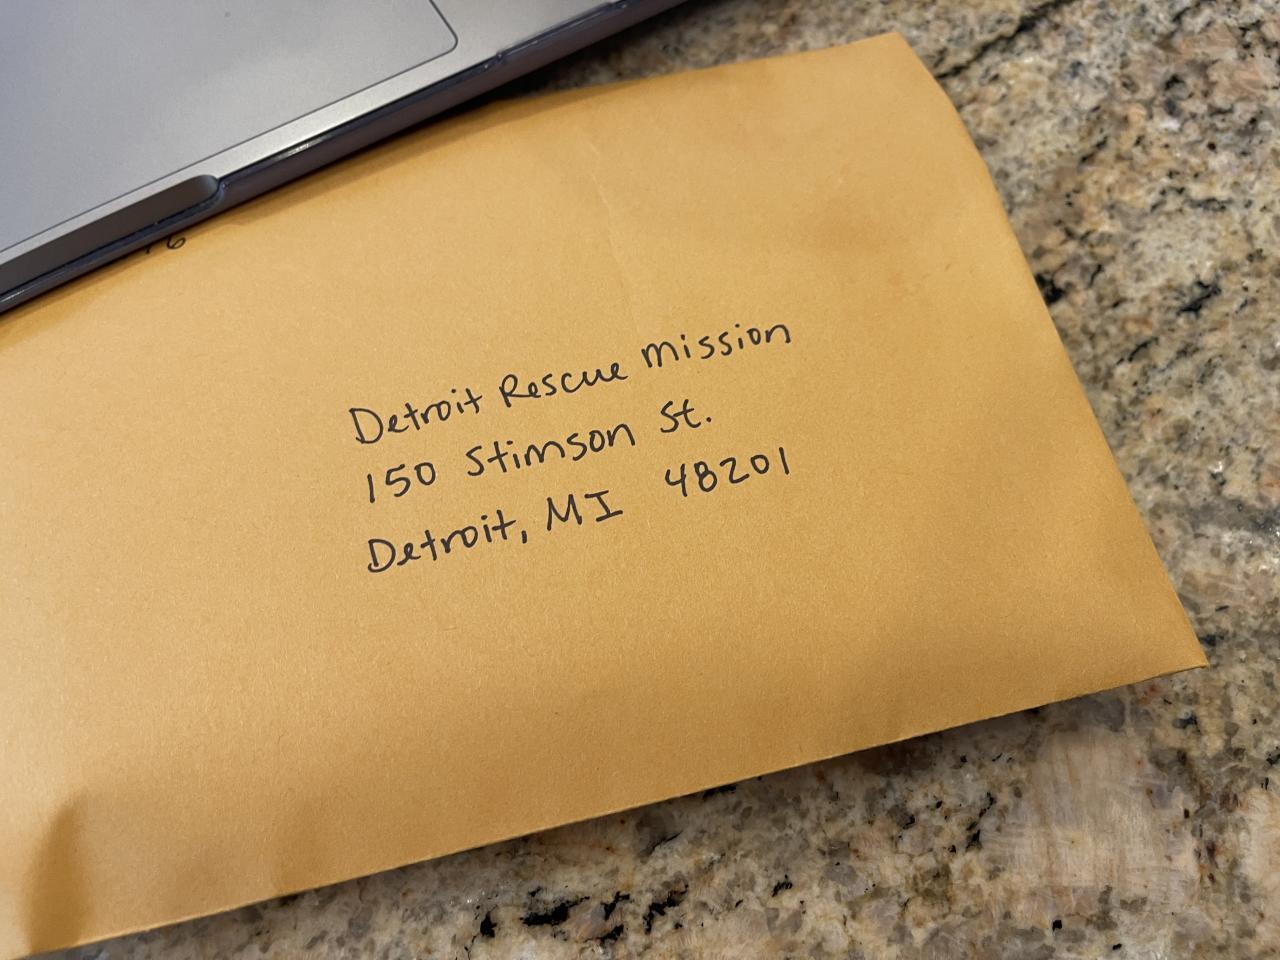 Detroit Rescue Mission
150 Stimson St.
Detroit, MI 48201